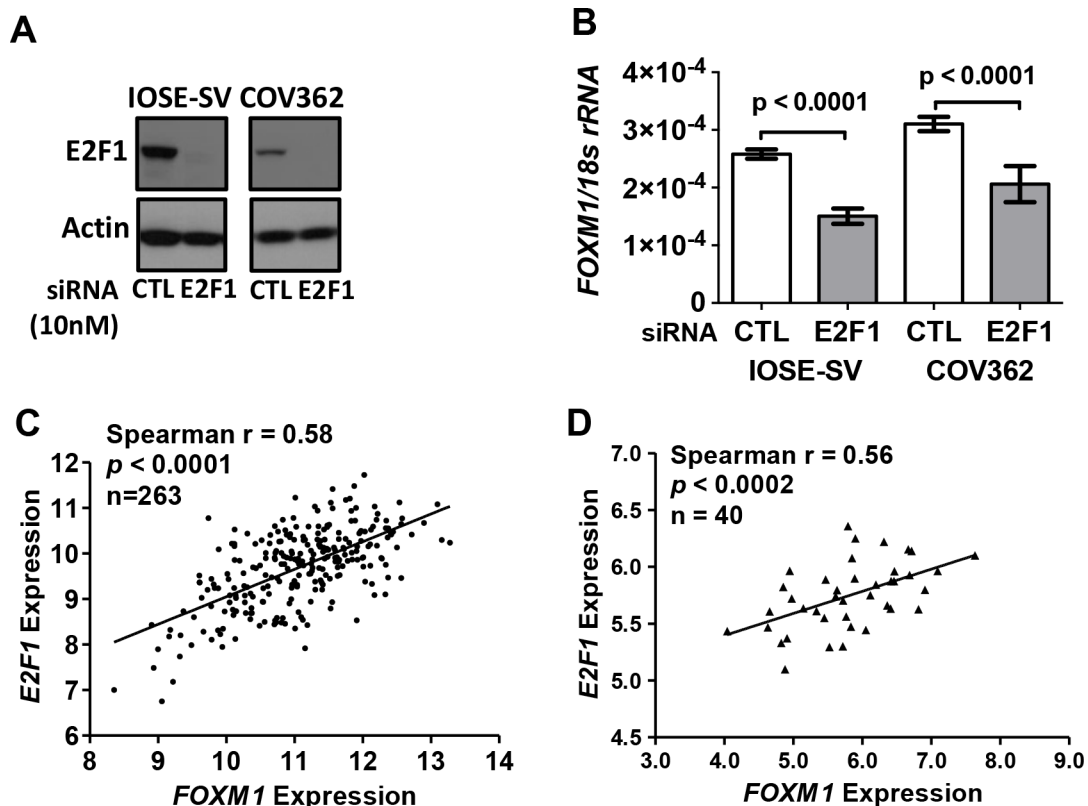 A
IOSE-SV COV362
E2F1
Actin
siRNA CTL E2F1 CTL E2F1
(10nM)
B
FOXM1/18s rRNA
4×10-4
3×10-4
2×10-4
1×10-4
0
p < 0.0001
p < 0.0001
siRNA CTL E2F1 CTL E2F1
IOSE-SV COV362
C
Spearman r = 0.58
p < 0.0001
n=263
E2F1 Expression
12
11
10
9
8
7
6
8 9 10 11 12 13 14
FOXM1 Expression
D
Spearman r = 0.56
p < 0.0002
n = 40
E2F1 Expression
7.0
6.5
6.0
5.5
5.0
4.5
3.0 4.0 5.0 6.0 7.0 8.0 9.0
FOXM1 Expression